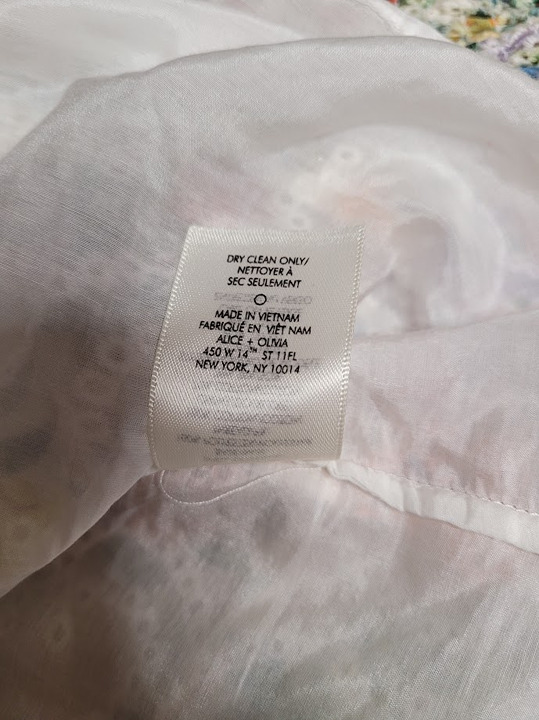 DRY CLEAN ONLY/
NETTOYER À
SEC SEULEMENT
MADE IN VIETNAM
FABRIQUÉ EN VIÊT NAM
ALICE + OLIVIA
450 W 14TH ST 11FL
NEW YORK, NY 10014